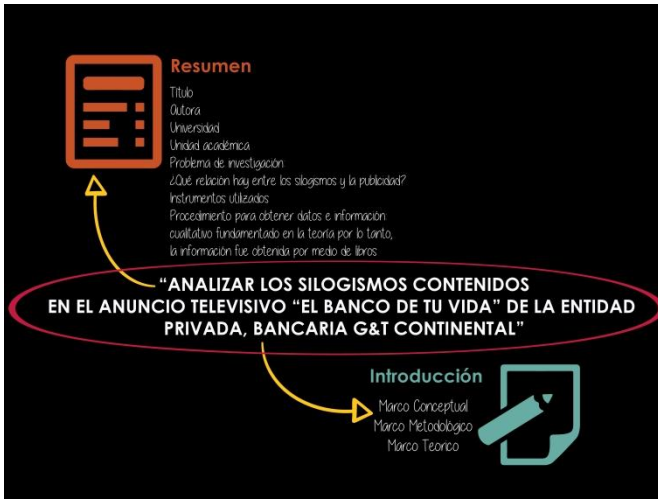 Resumen
Título
Autora
Universidad
Unidad académica
Problema de investigación
¿Qué relación hay entre los silogismos y la publicidad?
Instrumentos utilizados
Procedimiento para obtener datos e información:
cualitativo fundamentado en la teoría por lo tanto,
la información fue obtenida por medio de libros
“ANALIZAR LOS SILOGISMOS CONTENIDOS
EN EL ANUNCIO TELEVISIVO “EL BANCO DE TU VIDA” DE LA ENTIDAD
PRIVADA, BANCARIA G&T CONTINENTAL”
Introducción
Marco Conceptual
Marco Metodológico
Marco Teorico